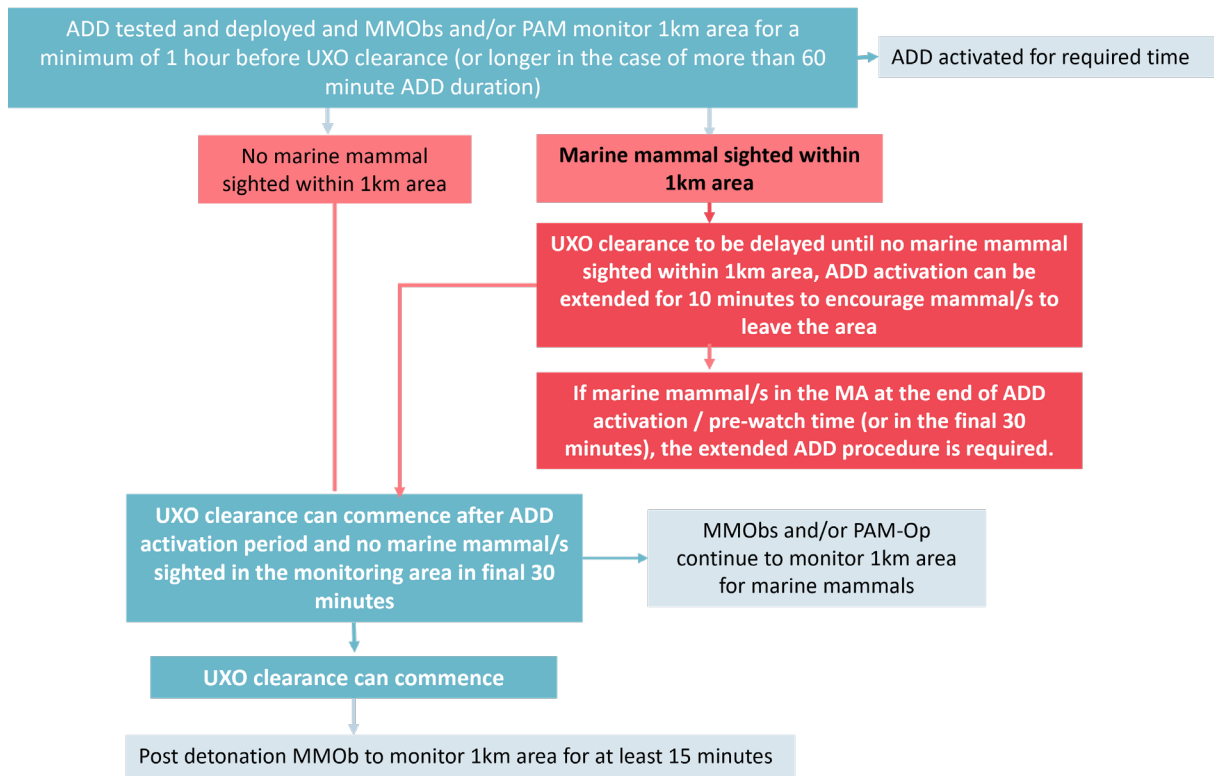 ADD tested and deployed and MMObs and/or PAM monitor 1km area for a
minimum of 1 hour before UXO clearance (or longer in the case of more than 60
minute ADD duration)
ADD activated for required time
No marine mammal
sighted within 1km area
Marine mammal sighted within
1km area
UXO clearance to be delayed until no marine mammal
sighted within 1km area, ADD activation can be
extended for 10 minutes to encourage mammal/s to
leave the area
If marine mammal/s in the MA at the end of ADD
activation / pre-watch time (or in the final 30
minutes), the extended ADD procedure is required.
UXO clearance can commence after ADD
activation period and no marine mammal/s
sighted in the monitoring area in final 30
minutes
MMObs and/or PAM-Op
continue to monitor 1km area
for marine mammals
UXO clearance can commence
Post detonation MMOb to monitor 1km area for at least 15 minutes